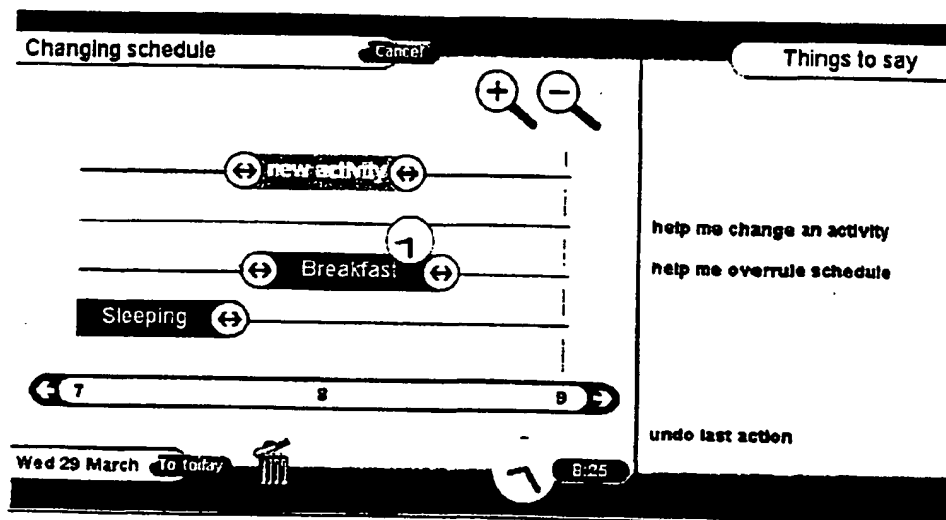 Changing schedule
Cancel
Things to say
new activity
help me change an activity
Breakfast
help me overrule schedule
Sleeping
7 8 9
undo last action
Wed 29 March To today
8:25